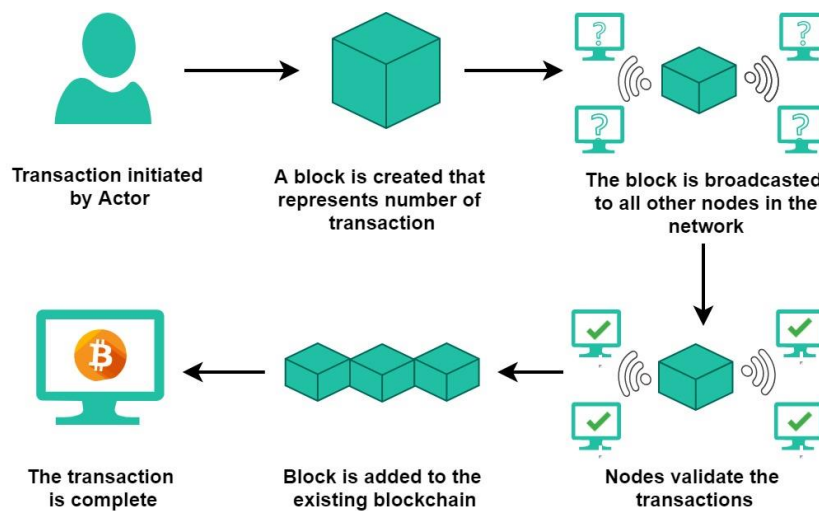 Transaction initiated
by Actor
A block is created that
represents number of
transaction
The block is broadcasted
to all other nodes in the
network
The transaction
is complete
Block is added to the
existing blockchain
Nodes validate the
transactions